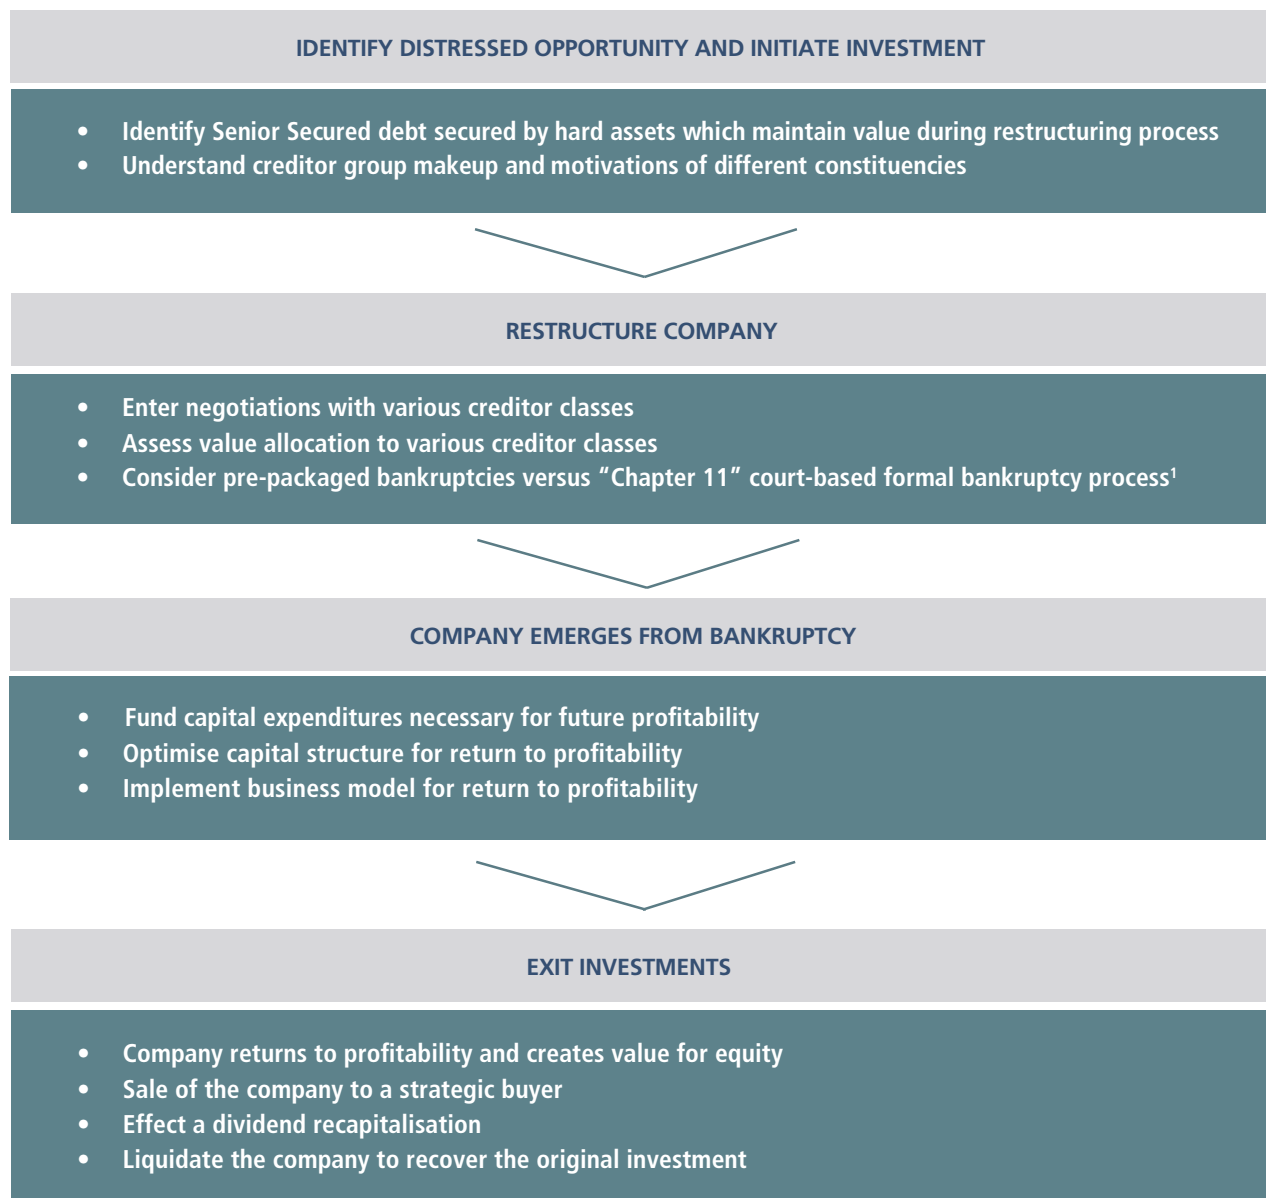 IDENTIFY DISTRESSED OPPORTUNITY AND INITIATE INVESTMENT
• Identify Senior Secured debt secured by hard assets which maintain value during restructuring process
• Understand creditor group makeup and motivations of different constituencies
RESTRUCTURE COMPANY
• Enter negotiations with various creditor classes
• Assess value allocation to various creditor classes
• Consider pre-packaged bankruptcies versus “Chapter 11” court-based formal bankruptcy process¹
COMPANY EMERGES FROM BANKRUPTCY
• Fund capital expenditures necessary for future profitability
• Optimise capital structure for return to profitability
• Implement business model for return to profitability
EXIT INVESTMENTS
• Company returns to profitability and creates value for equity
• Sale of the company to a strategic buyer
• Effect a dividend recapitalisation
• Liquidate the company to recover the original investment